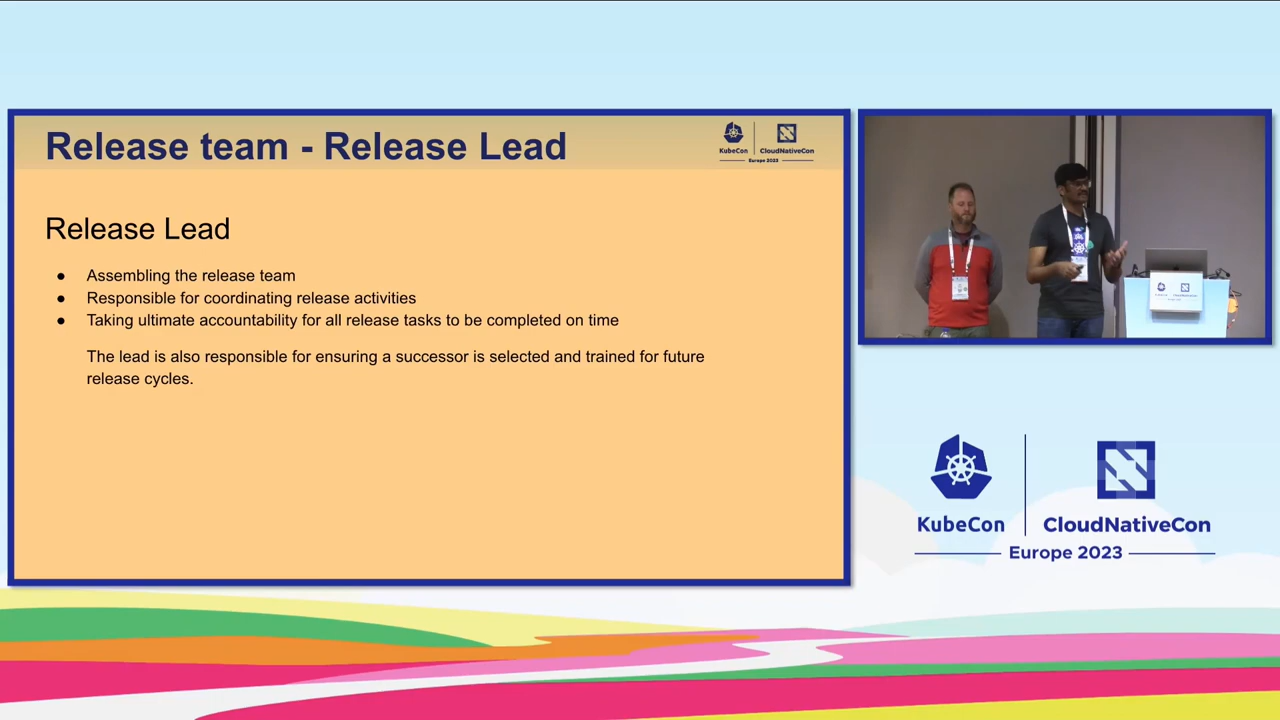 Release team - Release Lead
KubeCon
CloudNativeCon
Europe 2023
Release Lead
● Assembling the release team
● Responsible for coordinating release activities
● Taking ultimate accountability for all release tasks to be completed on time
The lead is also responsible for ensuring a successor is selected and trained for future
release cycles.
KubeCon
CloudNativeCon
Europe 2023